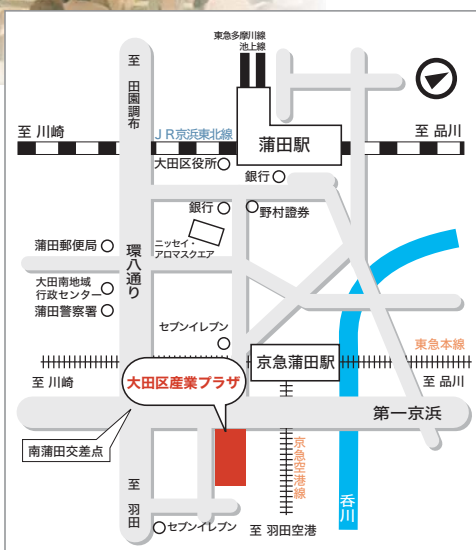 東急多摩川線
池上線
至 田園調布
至 川崎
JR京浜東北線
蒲田駅
至 品川
大田区役所
銀行
銀行
野村證券
ニッセイ・
アロマスクエア
蒲田郵便局
環八通り
大田南地域
行政センター
蒲田警察署
セブンイレブン
東急本線
京急蒲田駅
至 川崎
大田区産業プラザ
至 品川
第一京浜
南蒲田交差点
京急空港線
至 羽田
呑川
セブンイレブン
至 羽田空港